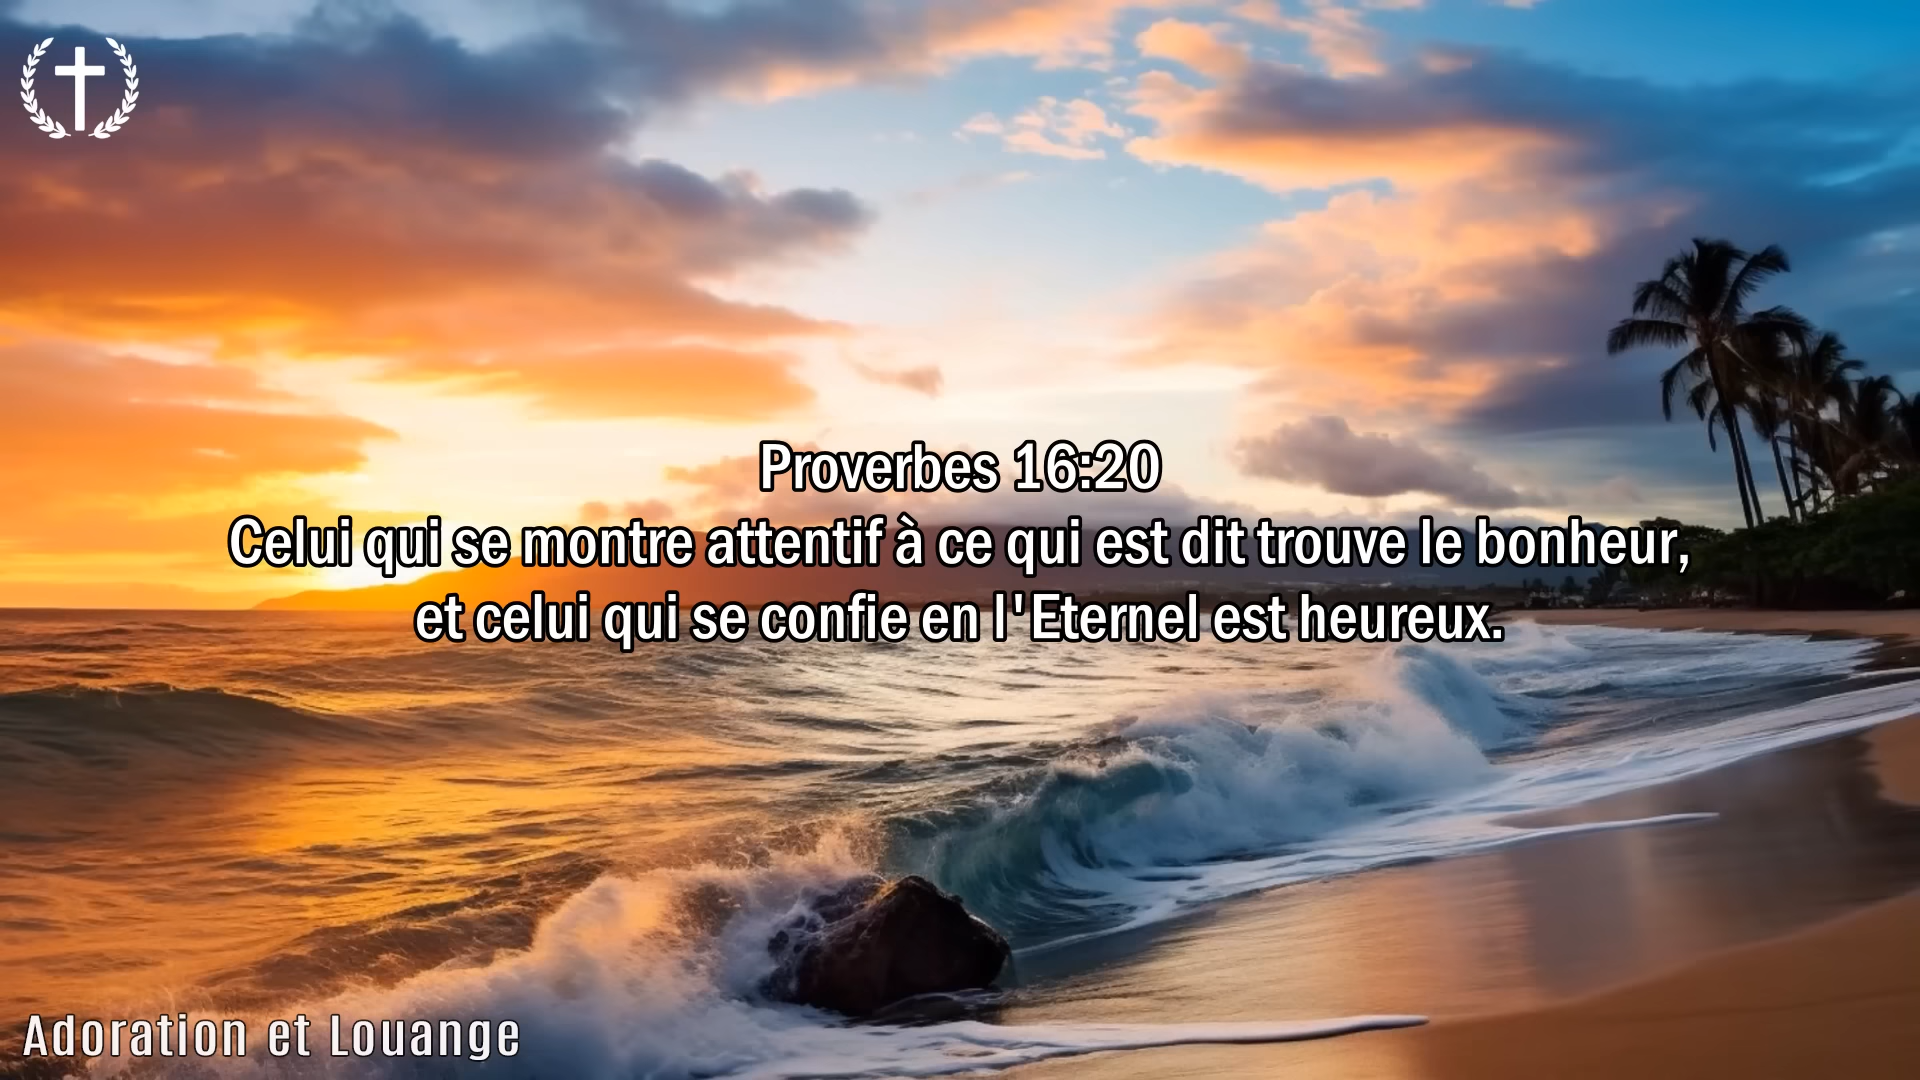 Proverbes 16:20
Celui qui se montre attentif à ce qui est dit trouve le bonheur,
et celui qui se confie en l'Eternel est heureux.
Adoration et Louange